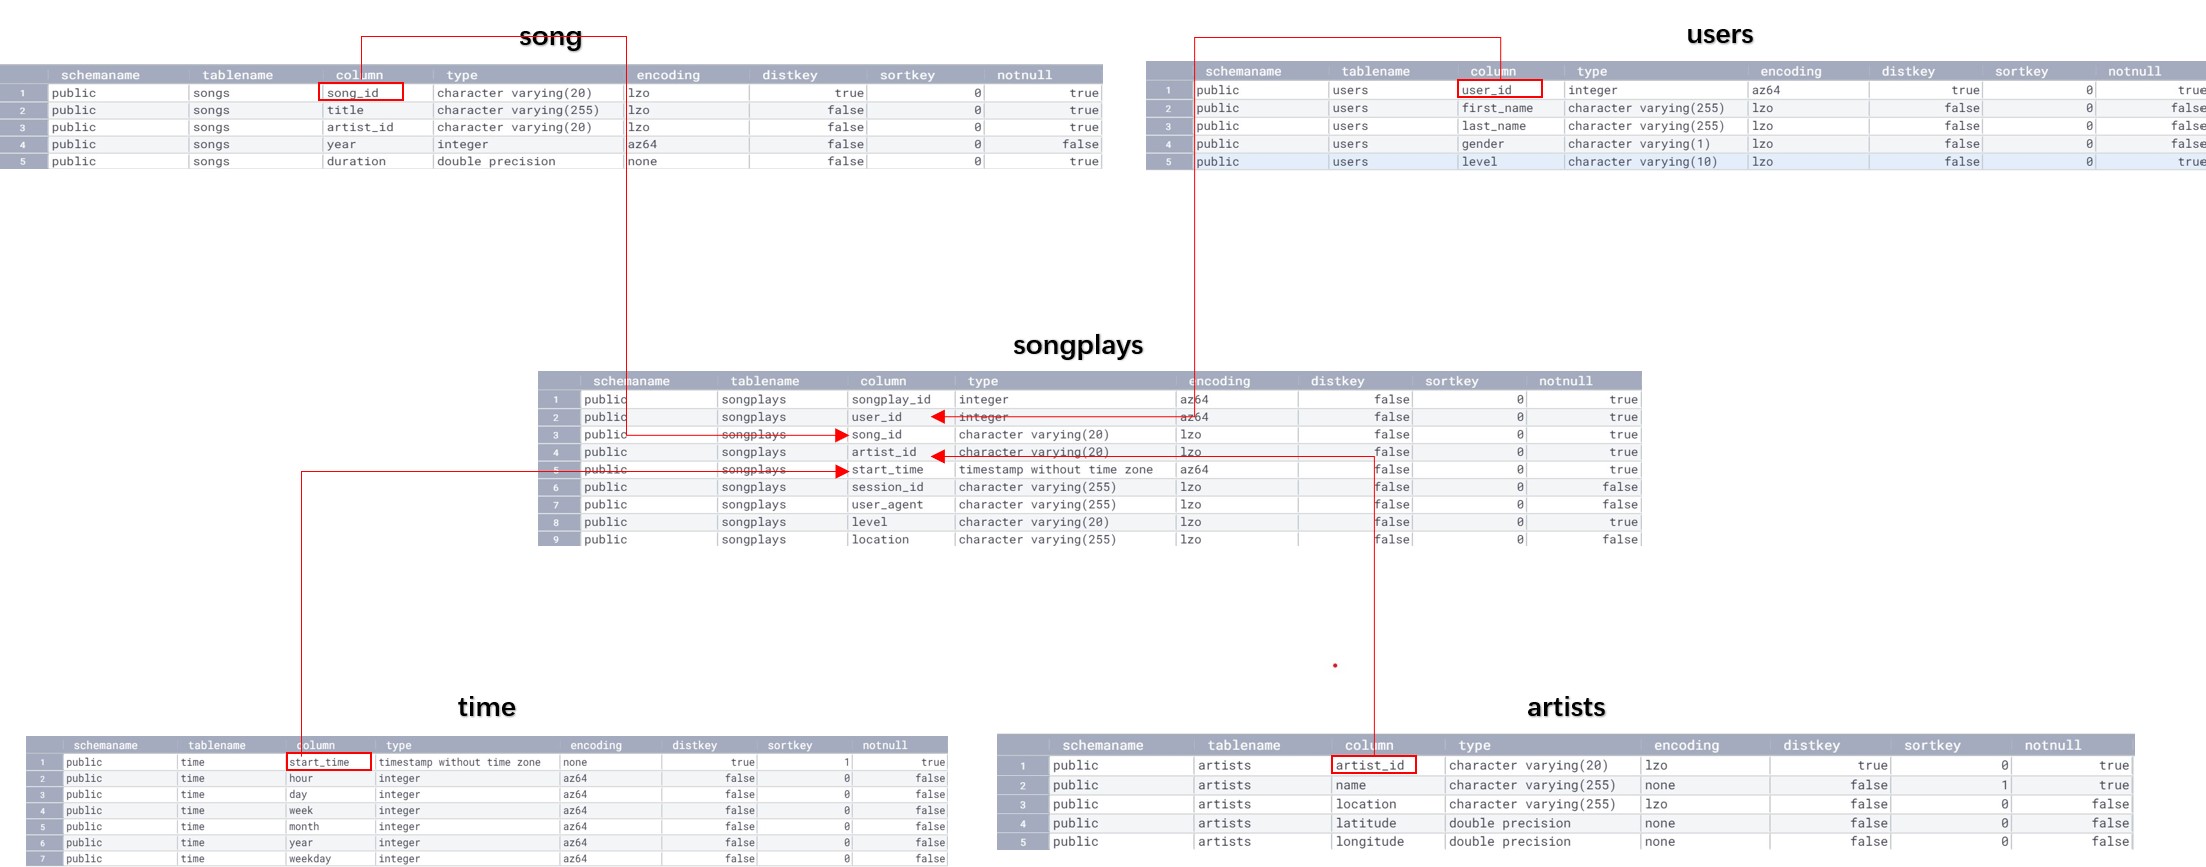 song
schemaname tablename column type encoding distkey sortkey notnull
1 public songs song_id character varying(20) lzo true 0 true
2 public songs title character varying(255) lzo false 0 true
3 public songs artist_id character varying(20) lzo false 0 true
4 public songs year integer az64 false 0 false
5 public songs duration double precision none false 0 true
users
schemaname tablename column type encoding distkey sortkey notnull
1 public users user_id integer az64 true 0 true
2 public users first_name character varying(255) lzo false 0 false
3 public users last_name character varying(255) lzo false 0 false
4 public users gender character varying(1) lzo false 0 false
5 public users level character varying(10) lzo false 0 true
songplays
schemaname tablename column type encoding distkey sortkey notnull
1 public songplays songplay_id integer az64 false 0 true
2 public songplays user_id integer az64 false 0 true
3 public songplays song_id character varying(20) lzo false 0 true
4 public songplays artist_id character varying(20) lzo false 0 true
5 public songplays start_time timestamp without time zone az64 false 0 true
6 public songplays session_id character varying(255) lzo false 0 false
7 public songplays user_agent character varying(255) lzo false 0 false
8 public songplays level character varying(20) lzo false 0 true
9 public songplays location character varying(255) lzo false 0 false
time
schemaname tablename column type encoding distkey sortkey notnull
1 public time start_time timestamp without time zone none true 1 true
2 public time hour integer az64 false 0 false
3 public time day integer az64 false 0 false
4 public time week integer az64 false 0 false
5 public time month integer az64 false 0 false
6 public time year integer az64 false 0 false
7 public time weekday integer az64 false 0 false
artists
schemaname tablename column type encoding distkey sortkey notnull
1 public artists artist_id character varying(20) lzo true 0 true
2 public artists name character varying(255) none false 1 true
3 public artists location character varying(255) lzo false 0 false
4 public artists latitude double precision none false 0 false
5 public artists longitude double precision none false 0 false